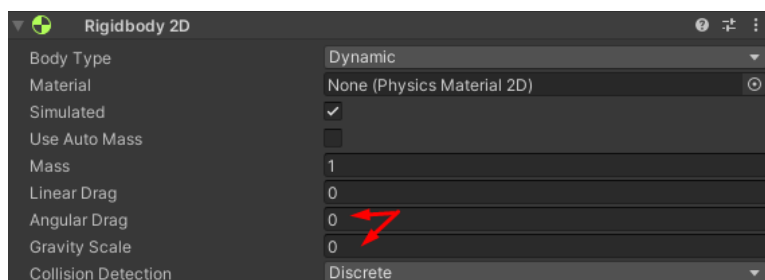 Rigidbody 2D
Body Type Dynamic
Material None (Physics Material 2D)
Simulated
Use Auto Mass
Mass 1
Linear Drag 0
Angular Drag 0
Gravity Scale 0
Collision Detection Discrete